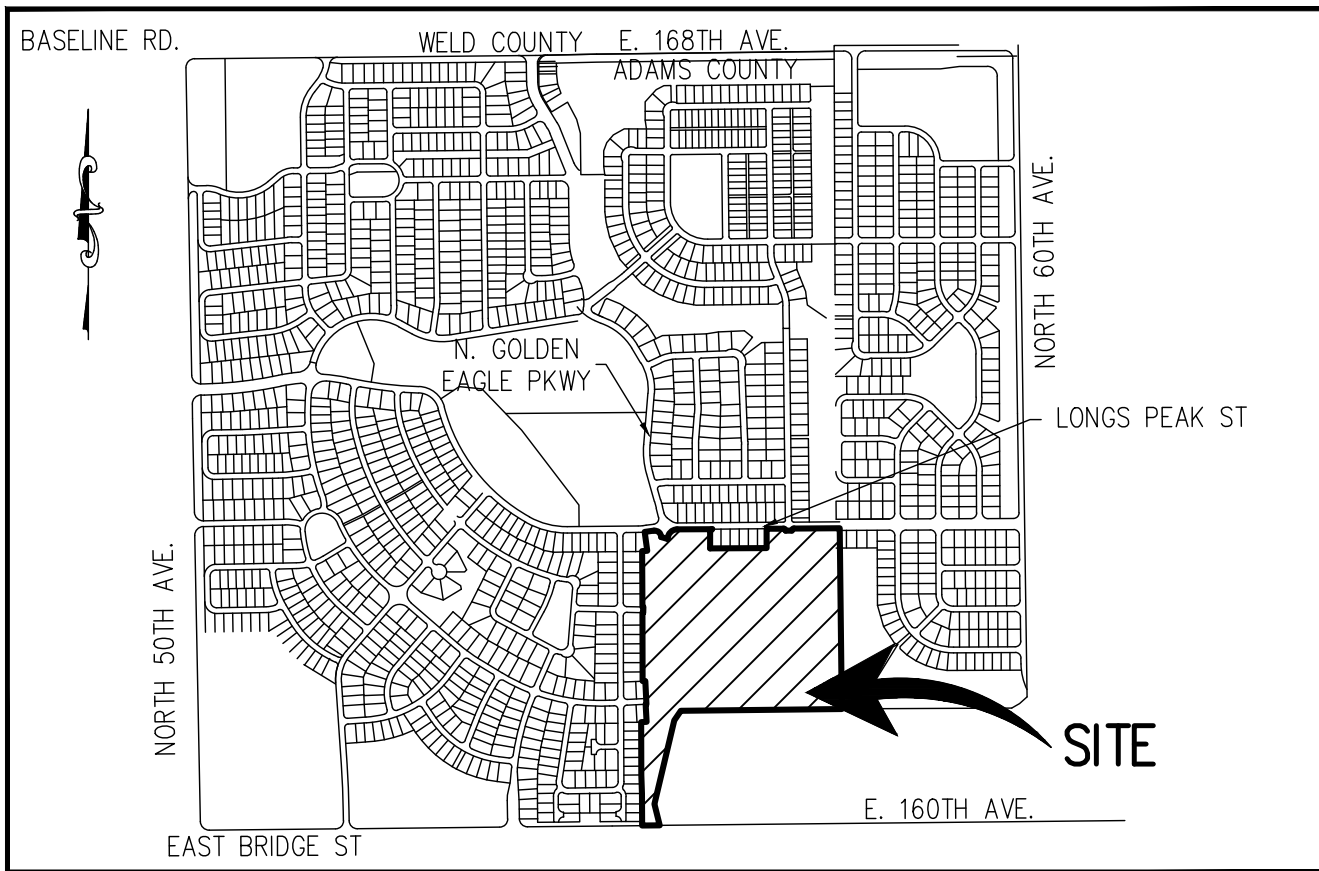 BASELINE RD.
WELD COUNTY E. 168TH AVE.
ADAMS COUNTY
NORTH 60TH AVE.
N. GOLDEN
EAGLE PKWY
LONGS PEAK ST
NORTH 50TH AVE.
SITE
E. 160TH AVE.
EAST BRIDGE ST